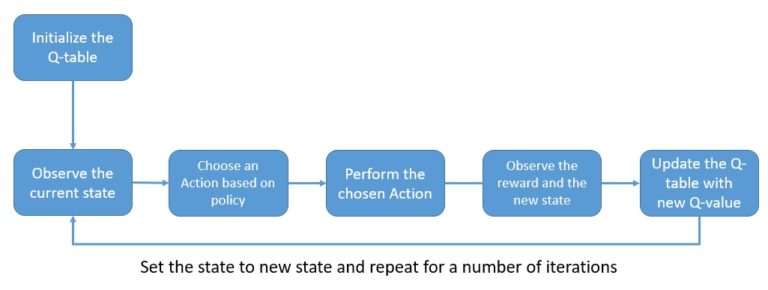 Initialize the
Q-table
Observe the
current state
Choose an
Action based on
policy
Perform the
chosen Action
Observe the
reward and the
new state
Update the Q-
table with
new Q-value
Set the state to new state and repeat for a number of iterations